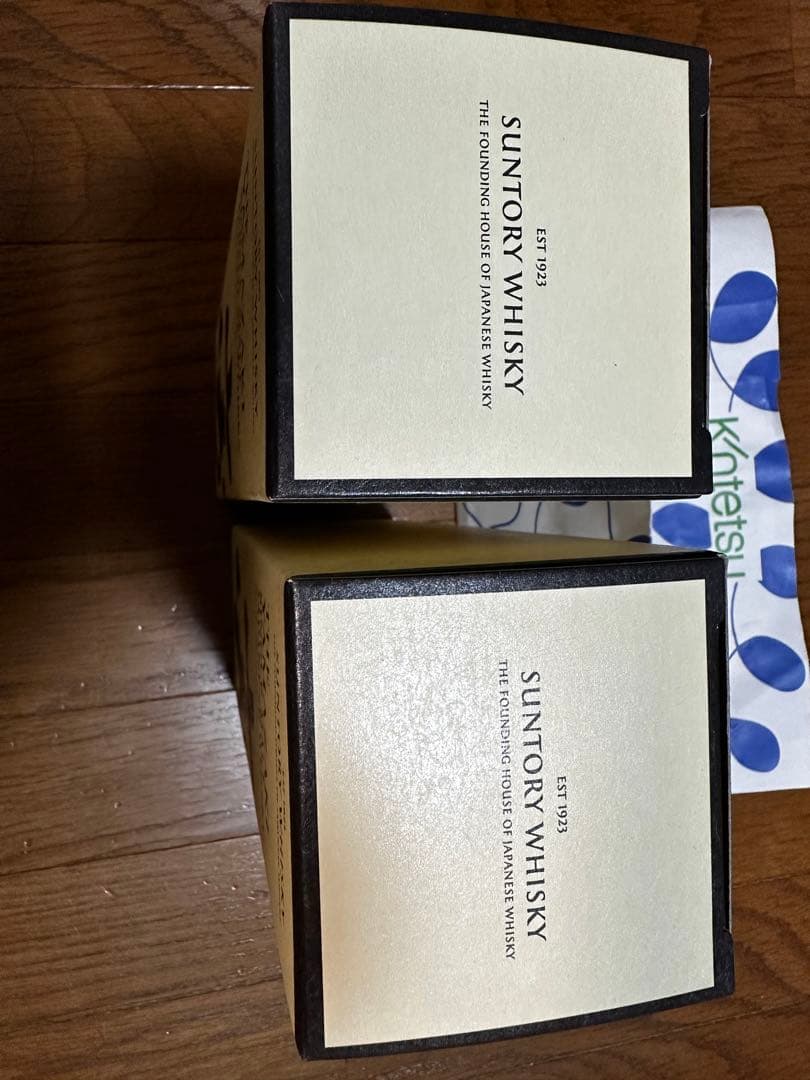 EST 1923
SUNTORY WHISKY
THE FOUNDING HOUSE OF JAPANESE WHISKY
EST 1923
SUNTORY WHISKY
THE FOUNDING HOUSE OF JAPANESE WHISKY
Kintetsu